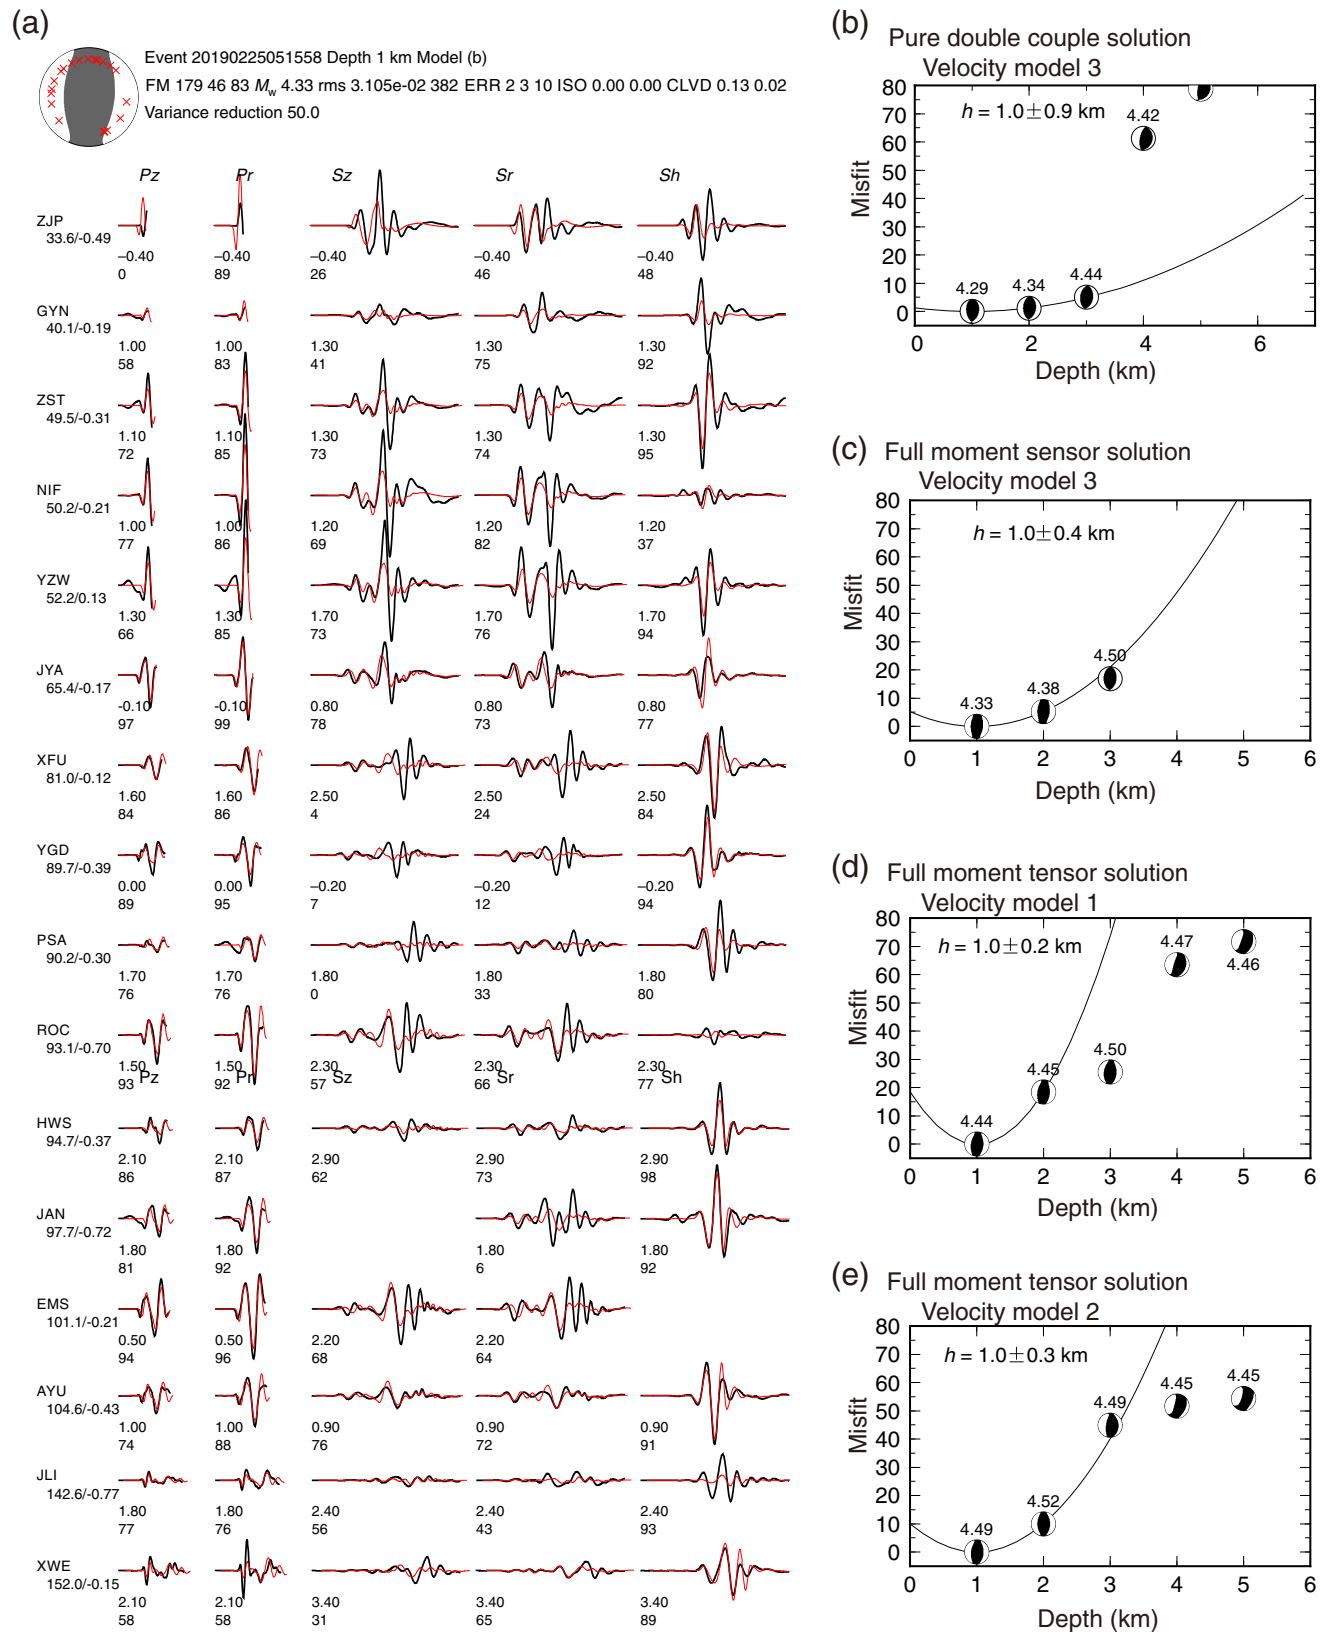 (a)
Event 20190225051558 Depth 1 km Model (b)
FM 179 46 83 Mw 4.33 rms 3.105e-02 382 ERR 2 3 10 ISO 0.00 0.00 CLVD 0.13 0.02
Variance reduction 50.0
Pz Pr Sz Sr Sh
ZJP
33.6/-0.49
−0.40 −0.40 −0.40 −0.40 −0.40
0 89 26 46 48
GYN
40.1/-0.19
1.00 1.00 1.30 1.30 1.30
58 83 41 75 92
ZST
49.5/-0.31
1.10 1.10 1.30 1.30 1.30
72 85 73 74 95
NIF
50.2/-0.21
1.00 1.00 1.20 1.20 1.20
77 86 69 82 37
YZW
52.2/0.13
1.30 1.30 1.70 1.70 1.70
66 85 73 76 94
JYA
65.4/-0.17
-0.10 -0.10 0.80 0.80 0.80
97 99 78 73 77
XFU
81.0/-0.12
1.60 1.60 2.50 2.50 2.50
84 86 4 24 84
YGD
89.7/-0.39
0.00 0.00 −0.20 −0.20 −0.20
89 95 7 12 94
PSA
90.2/-0.30
1.70 1.70 1.80 1.80 1.80
76 76 0 33 80
ROC
93.1/-0.70
1.50 1.50 2.30 2.30 2.30
93 92 57 66 77
Pz Pr Sz Sr Sh
HWS
94.7/-0.37
2.10 2.10 2.90 2.90 2.90
86 87 62 73 98
JAN
97.7/-0.72
1.80 1.80 1.80 1.80
81 92 6 92
EMS
101.1/-0.21
0.50 0.50 2.20 2.20
94 96 68 64
AYU
104.6/-0.43
1.00 1.00 0.90 0.90 0.90
74 88 76 72 91
JLI
142.6/-0.77
1.80 1.80 2.40 2.40 2.40
77 76 56 43 93
XWE
152.0/-0.15
2.10 2.10 3.40 3.40 3.40
58 58 31 65 89
(b) Pure double couple solution
Velocity model 3
h = 1.0±0.9 km
4.42
4.29 4.34 4.44
80
70
60
50
40
30
20
10
0
Misfit
0 2 4 6
Depth (km)
(c) Full moment sensor solution
Velocity model 3
h = 1.0±0.4 km
4.33 4.38 4.50
80
70
60
50
40
30
20
10
0
Misfit
0 1 2 3 4 5 6
Depth (km)
(d) Full moment tensor solution
Velocity model 1
h = 1.0±0.2 km
4.44 4.45 4.50 4.47 4.46
80
70
60
50
40
30
20
10
0
Misfit
0 1 2 3 4 5 6
Depth (km)
(e) Full moment tensor solution
Velocity model 2
h = 1.0±0.3 km
4.49 4.52 4.49 4.45 4.45
80
70
60
50
40
30
20
10
0
Misfit
0 1 2 3 4 5 6
Depth (km)